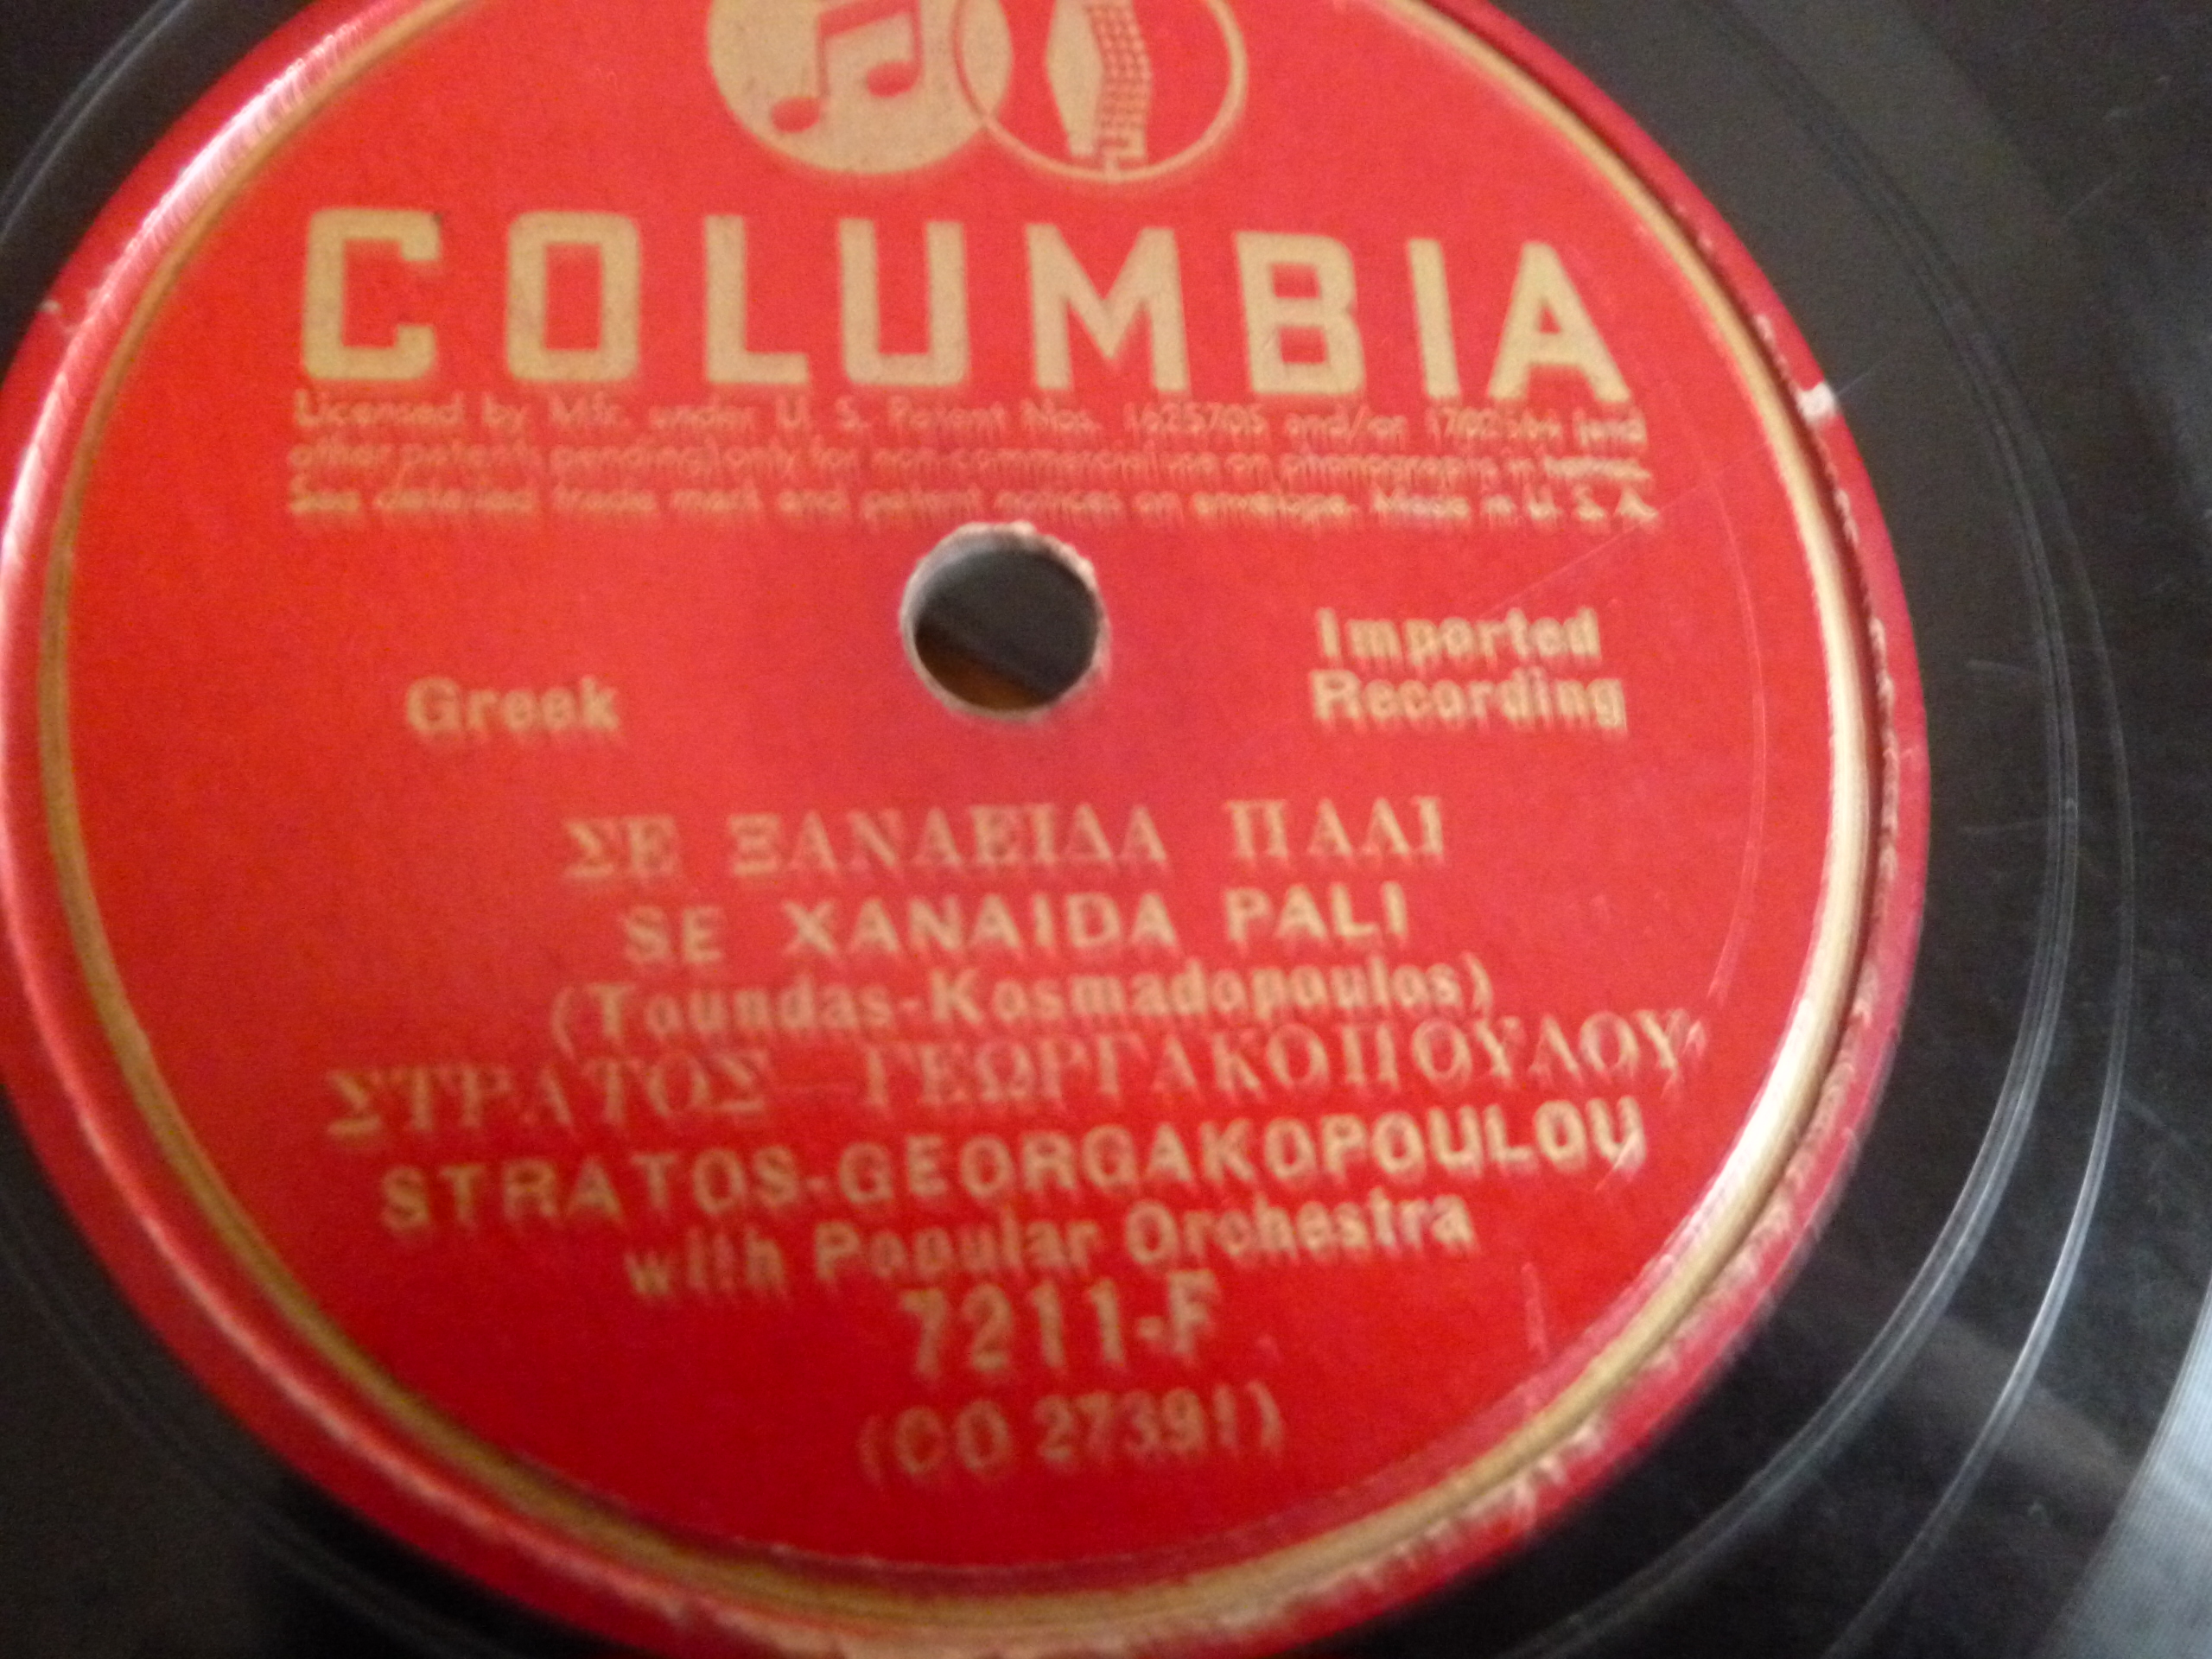 COLUMBIA
Licensed by Mfr. under U. S. Patent Nos. 1625705 and/or 1702564 (and
other patents pending) only for non-commercial use on phonographs in homes.
See detailed trade mark and patent notices on envelope. Made in U. S. A.
Imported
Greek
Recording
ΣΕ ΞΑΝΑΕΙΔΑ ΠΑΛΙ
SE XANAIDA PALI
(Toundas-Kosmadopoulos)
ΣΤΡΑΤΟΣ—ΓΕΩΡΓΑΚΟΠΟΥΛΟΥ
STRATOS-GEORGAKOPOULOU
with Popular Orchestra
7211-F
(CO 27391)